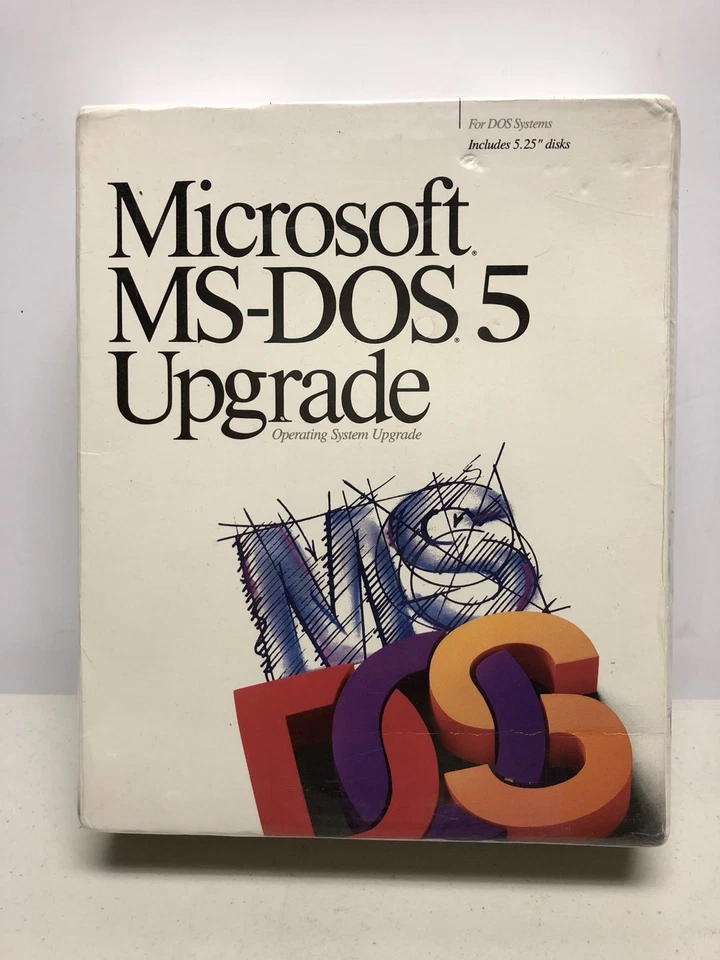 For DOS Systems
Includes 5.25" disks
Microsoft®
MS-DOS® 5
Upgrade
Operating System Upgrade
MS
DOS